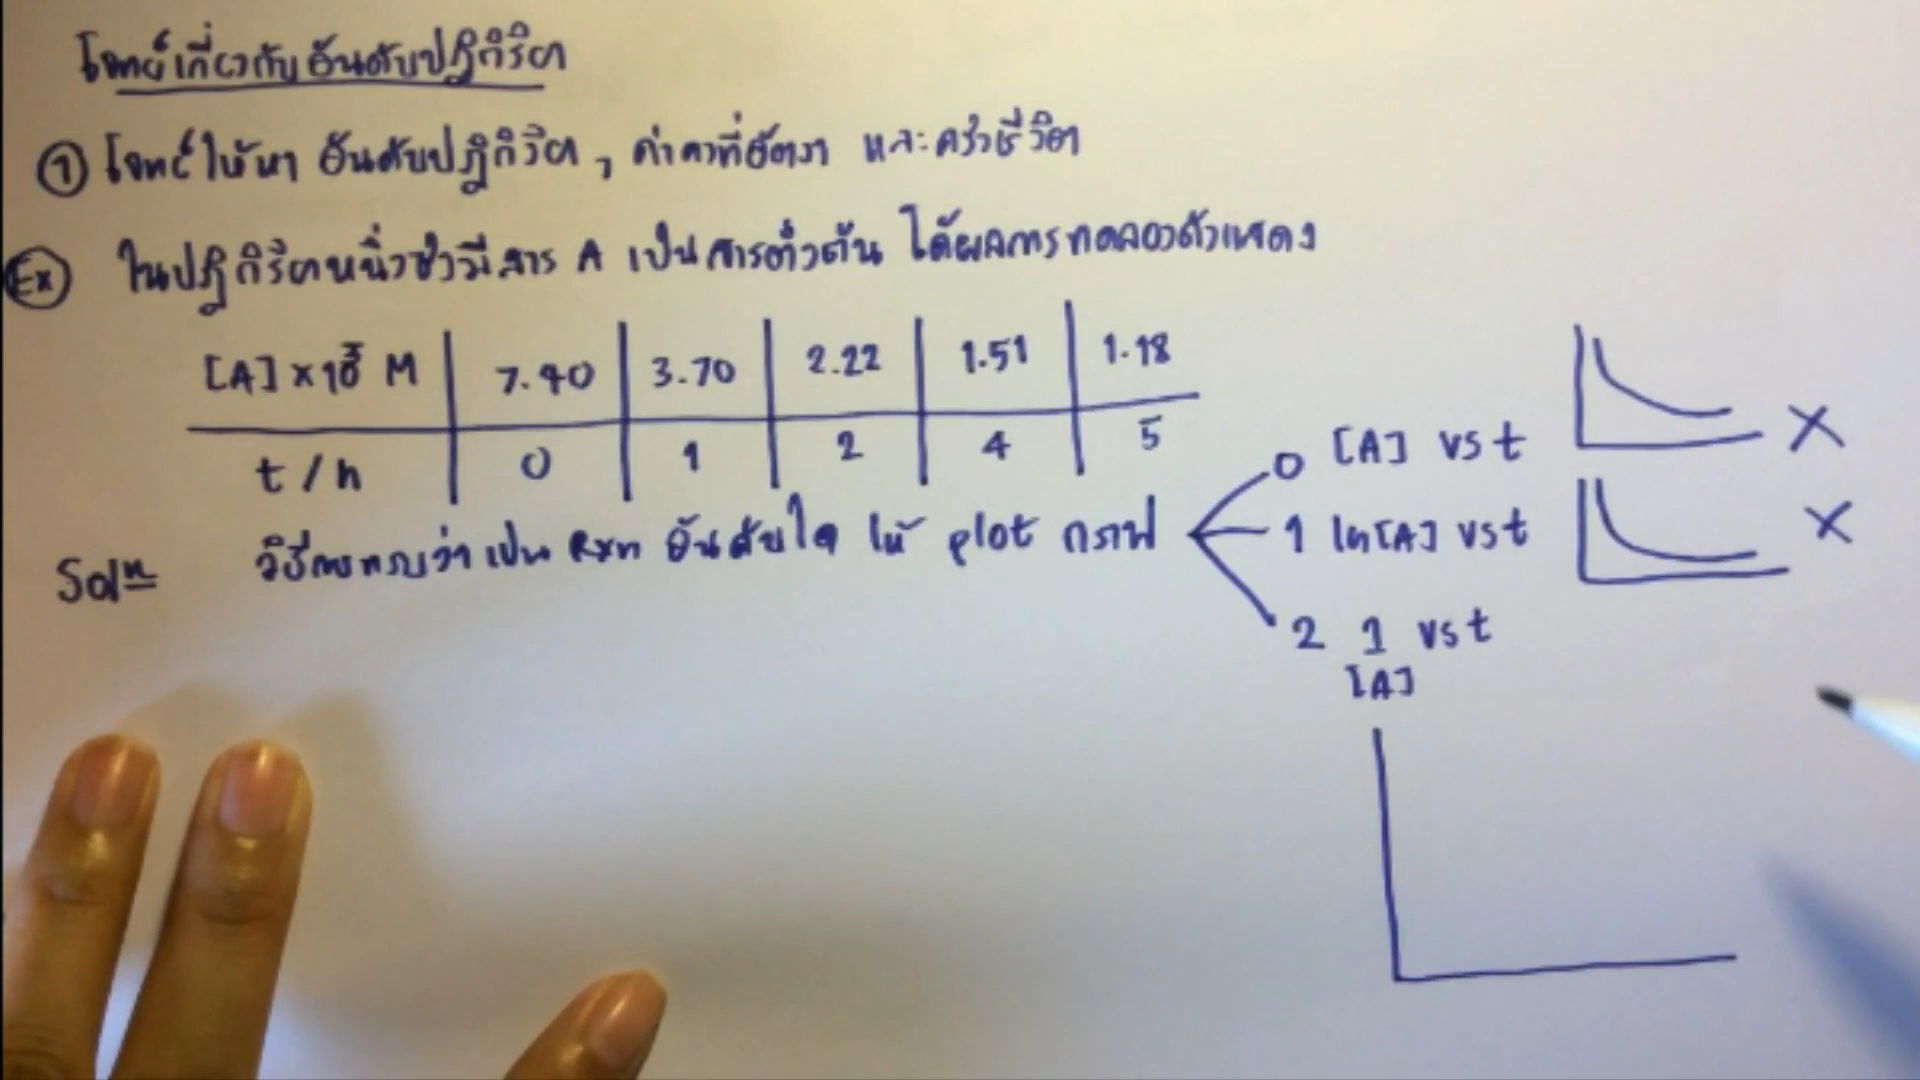 โจทย์เกี่ยวกับอันดับปฏิกิริยา
① โจทย์ให้หา อันดับปฏิกิริยา, ค่าคงที่อัตรา และครึ่งชีวิต
Ex ในปฏิกิริยาหนึ่งซึ่งมีสาร A เป็นสารตั้งต้น ได้ผลการทดลองดังแสดง
[A] × 10 M 7.40 3.70 2.22 1.51 1.18
t / h 0 1 2 4 5
Solⁿ วิธีการทราบว่าเป็น Rxn อันดับใด ให้ plot กราฟ
0 [A] vs t X
1 ln[A] vs t X
2 1 vs t
[A]